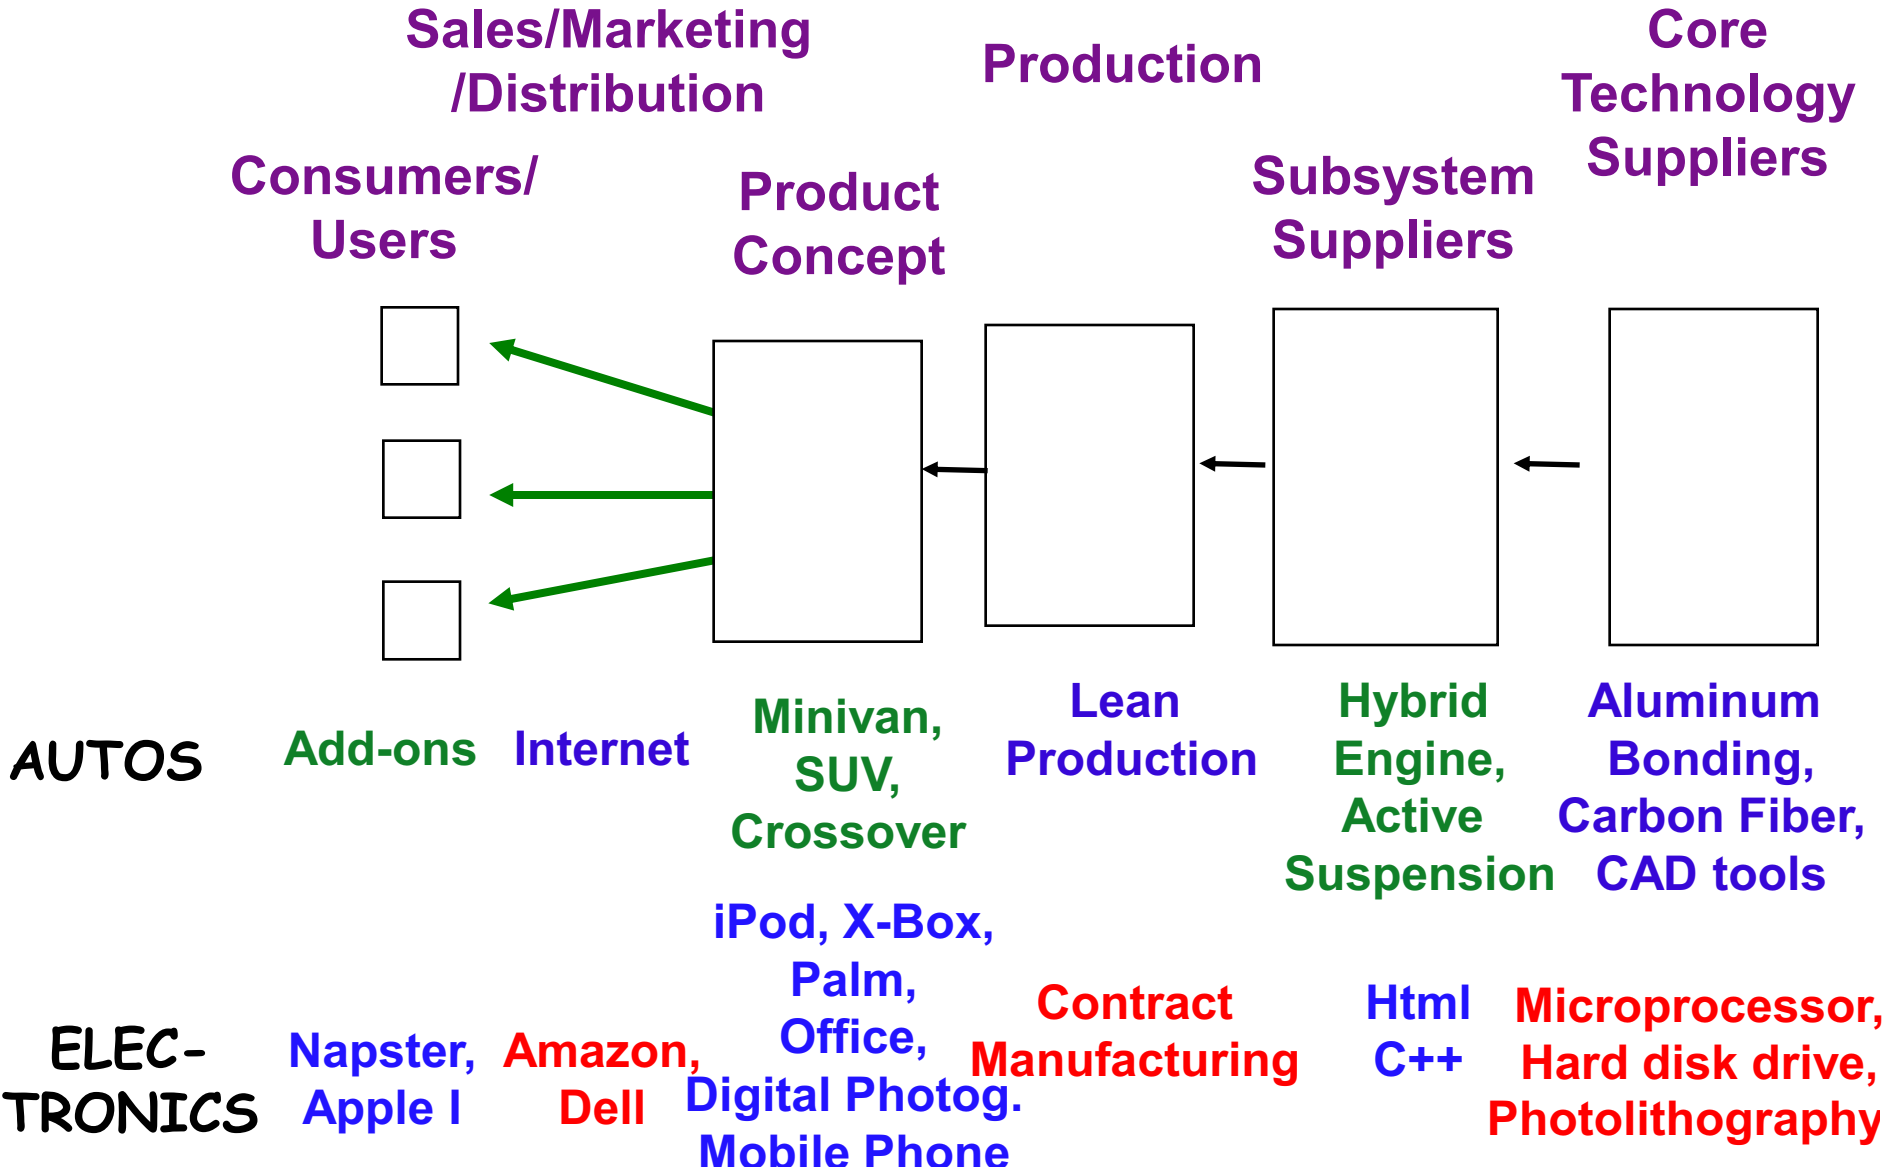 Sales/Marketing
/Distribution
Production
Core
Technology
Suppliers
Consumers/
Users
Product
Concept
Subsystem
Suppliers
AUTOS
Add-ons
Internet
Minivan,
SUV,
Crossover
Lean
Production
Hybrid
Engine,
Active
Suspension
Aluminum
Bonding,
Carbon Fiber,
CAD tools
ELEC-
TRONICS
Napster,
Apple I
Amazon,
Dell
iPod, X-Box,
Palm,
Office,
Digital Photog.
Mobile Phone
Contract
Manufacturing
Html
C++
Microprocessor,
Hard disk drive,
Photolithography